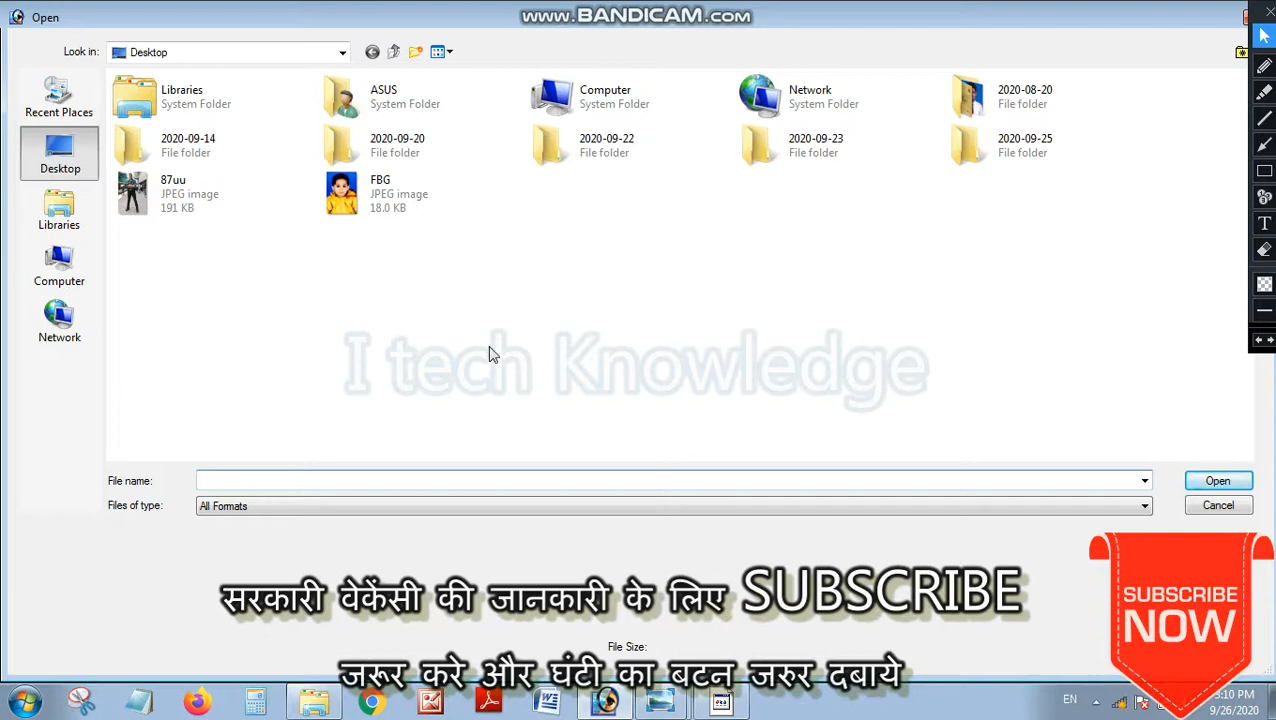 Open
www.BANDICAM.com
Look in:
Desktop
Recent Places
Desktop
Libraries
Computer
Network
Libraries
System Folder
ASUS
System Folder
Computer
System Folder
Network
System Folder
2020-08-20
File folder
2020-09-14
File folder
2020-09-20
File folder
2020-09-22
File folder
2020-09-23
File folder
2020-09-25
File folder
87uu
JPEG image
191 KB
FBG
JPEG image
18.0 KB
I tech Knowledge
File name:
Open
Files of type:
All Formats
Cancel
सरकारी वेकेंसी की जानकारी के लिए SUBSCRIBE
File Size:
जरूर करे और घंटी का बटन जरुर दबाये
SUBSCRIBE
NOW
EN
:10 PM
9/26/2020